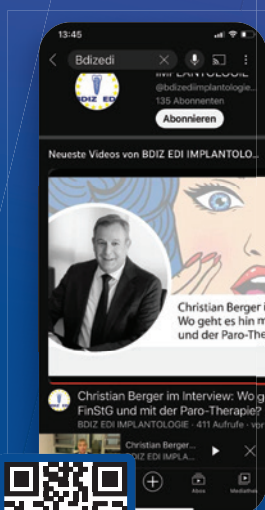 13:45
Bdizedi
BDIZ EDI
IMPLANTOLOGIE
@bdizediimplantologie...
135 Abonnenten
Abonnieren
Neueste Videos von BDIZ EDI IMPLANTOLO...
Christian Berger i
Wo geht es hin m
und der Paro-The
Christian Berger im Interview: Wo g
FinStG und mit der Paro-Therapie?
BDIZ EDI IMPLANTOLOGIE · 411 Aufrufe · vor
Christian Berger...
BDIZ EDI IMPLA...
Abos
Mediathek